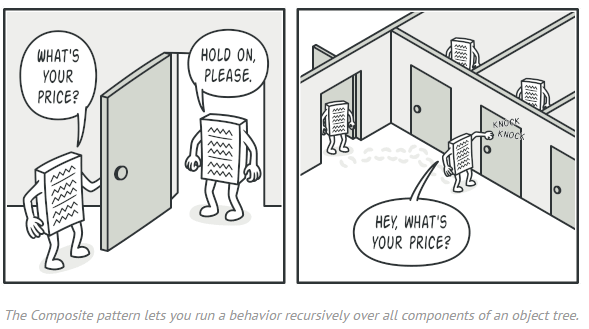 WHAT'S
YOUR
PRICE?
HOLD ON,
PLEASE.
KNOCK
KNOCK
HEY, WHAT'S
YOUR PRICE?
The Composite pattern lets you run a behavior recursively over all components of an object tree.